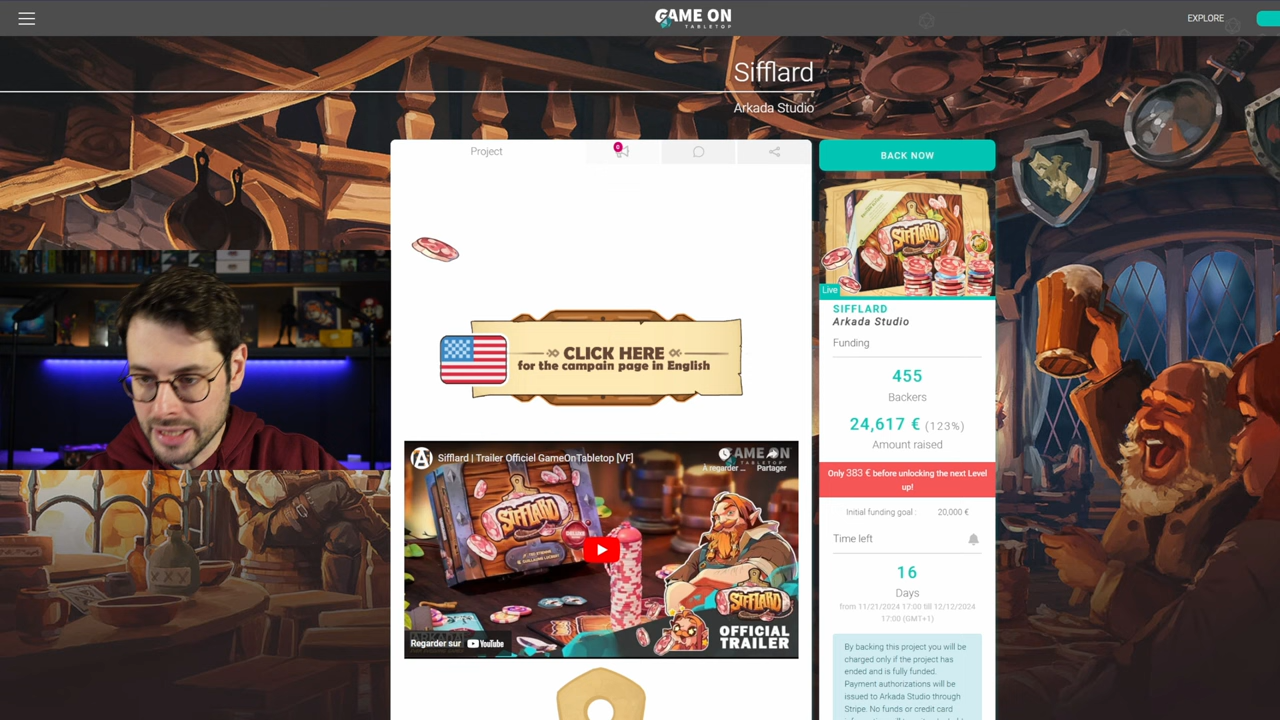 GAME ON
TABLETOP
EXPLORE
Sifflard
Arkada Studio
Project
0
BACK NOW
SIFFLARD
Live
SIFFLARD
Arkada Studio
Funding
455
Backers
24,617 € (123%)
Amount raised
Only 383 € before unlocking the next Level
up!
Initial funding goal : 20,000 €
Time left
16
Days
from 11/21/2024 17:00 till 12/12/2024
17:00 (GMT+1)
By backing this project you will be
charged only if the project has
ended and is fully funded.
Payment authorizations will be
issued to Arkada Studio through
Stripe. No funds or credit card
CLICK HERE
for the campain page in English
Sifflard | Trailer Officiel GameOnTabletop [VF]
GAME ON
À regarder ...
Partager
SIFFLARD
SIFFLARD
OFFICIAL
TRAILER
Regarder sur YouTube
XXX